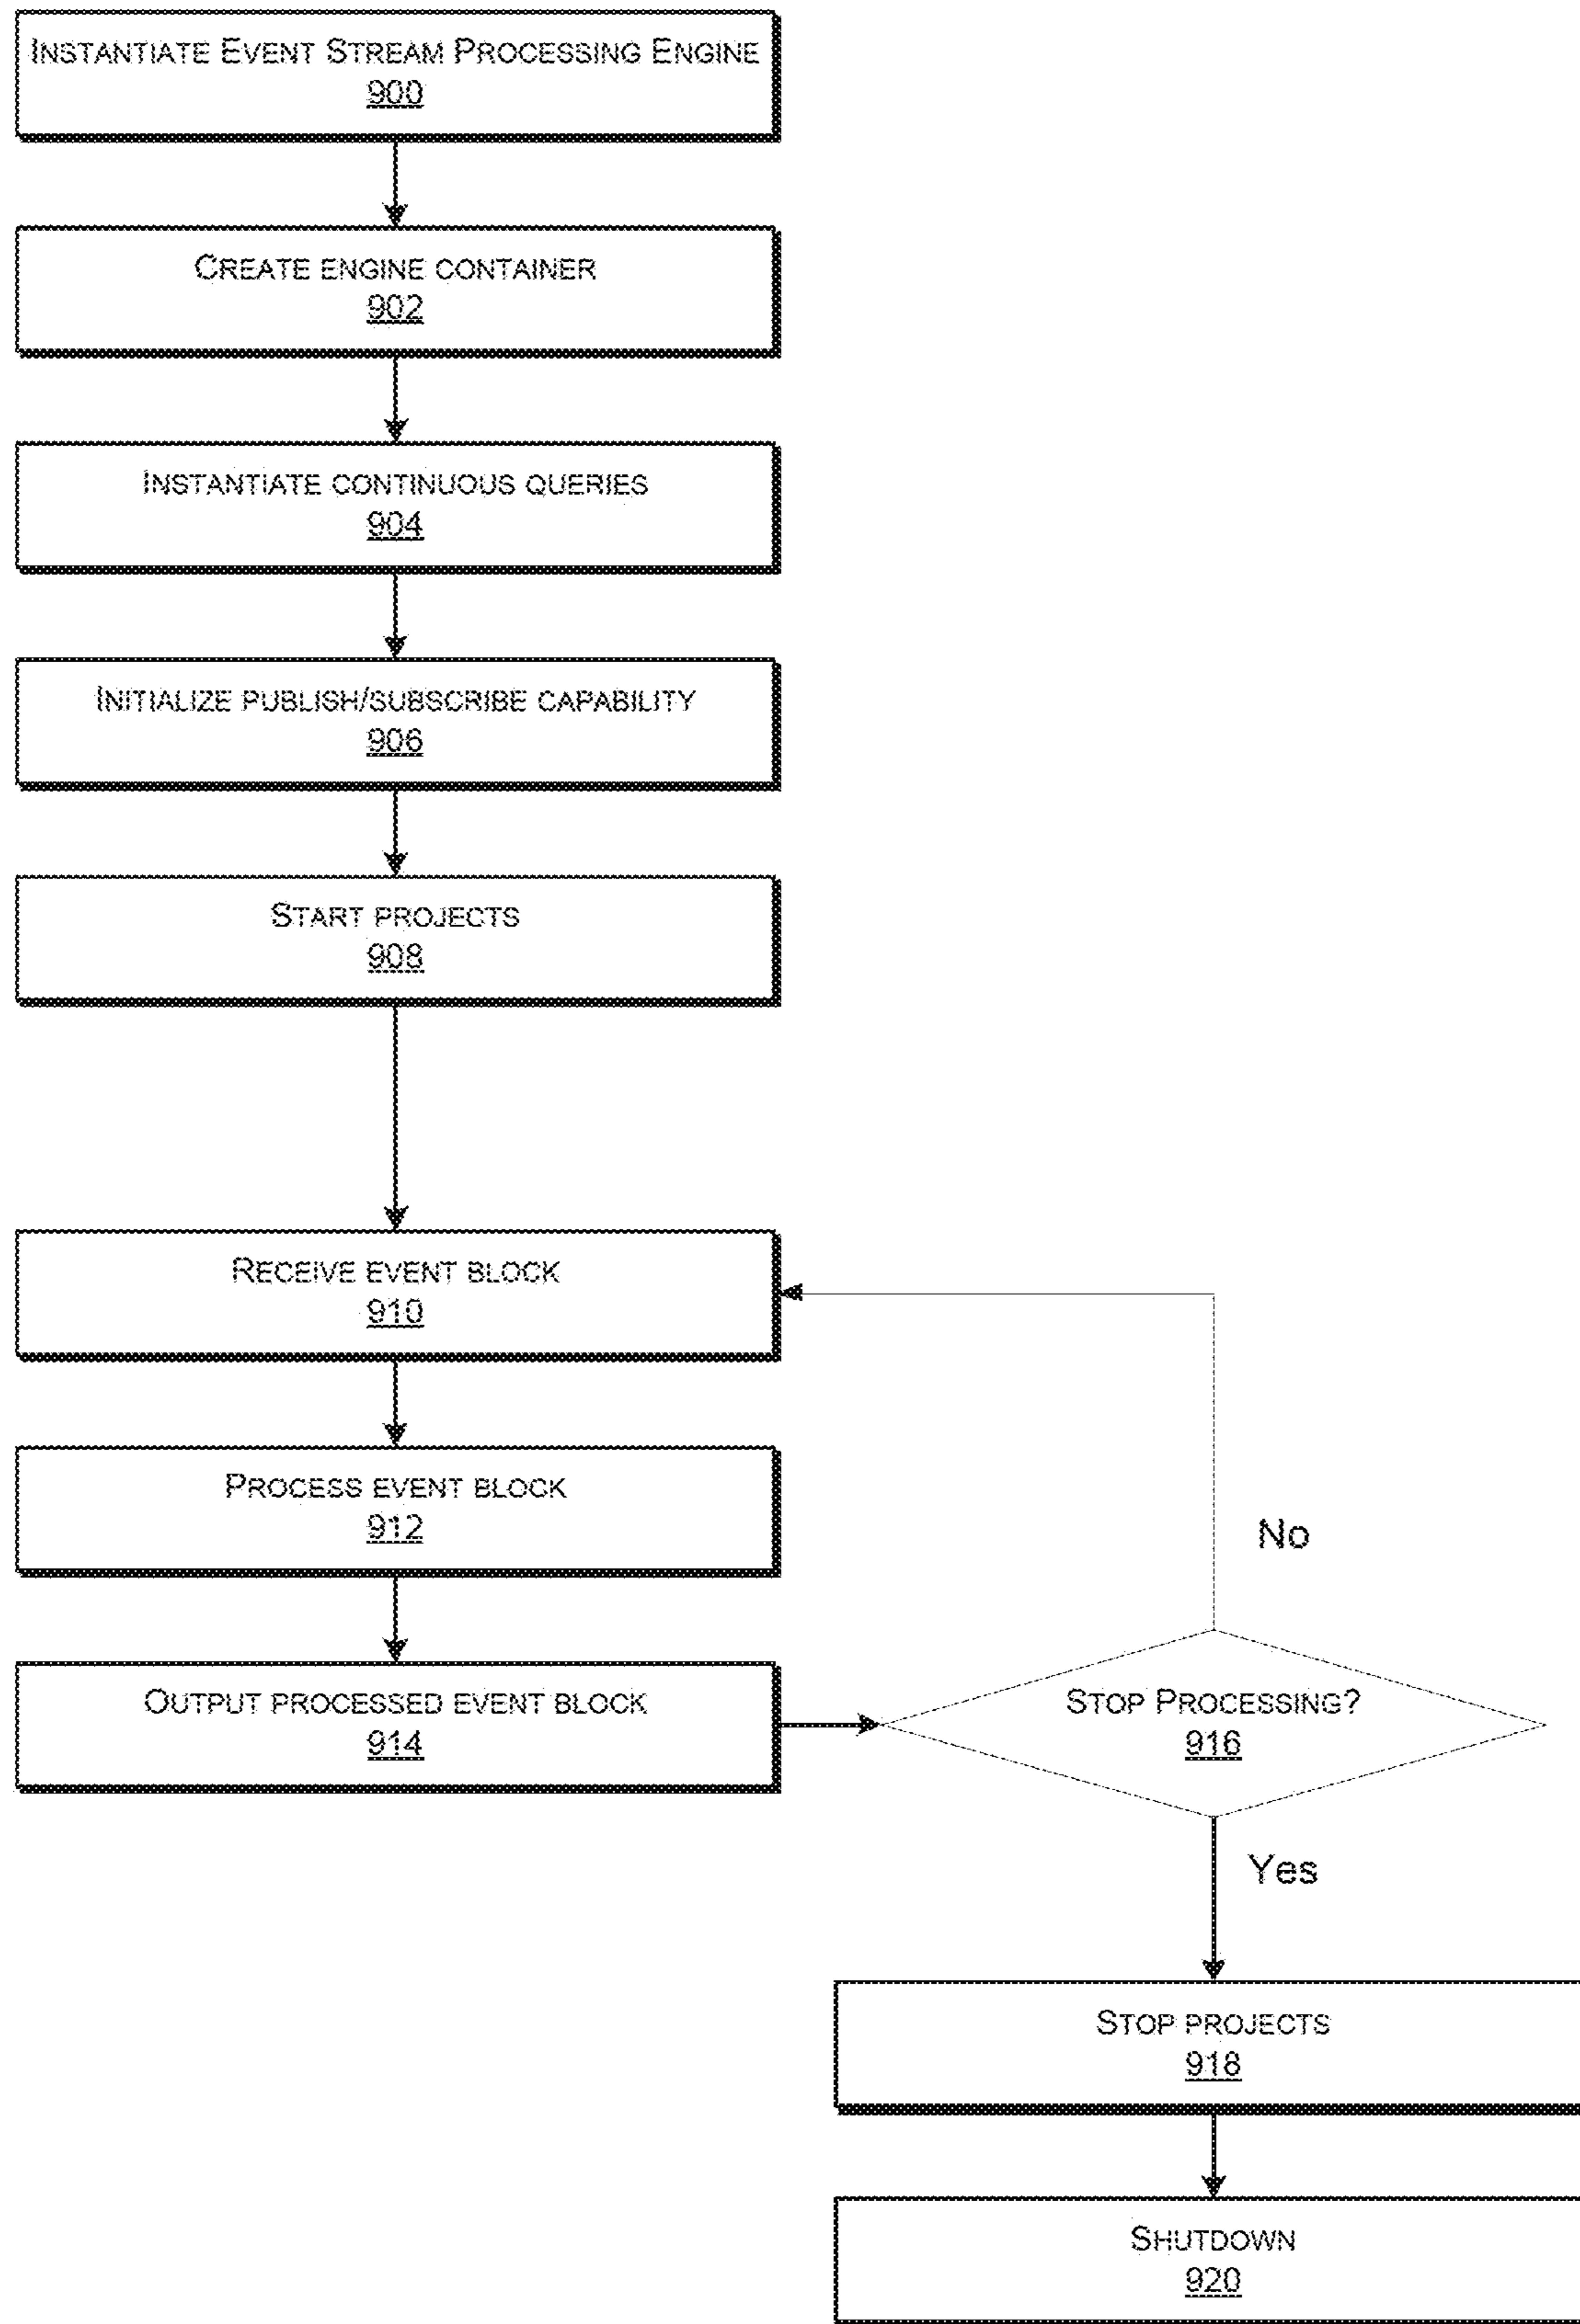 INSTANTIATE EVENT STREAM PROCESSING ENGINE
900
CREATE ENGINE CONTAINER
902
INSTANTIATE CONTINUOUS QUERIES
904
INITIALIZE PUBLISH/SUBSCRIBE CAPABILITY
906
START PROJECTS
908
RECEIVE EVENT BLOCK
910
PROCESS EVENT BLOCK
912
No
OUTPUT PROCESSED EVENT BLOCK
914
STOP PROCESSING?
916
Yes
STOP PROJECTS
918
SHUTDOWN
920